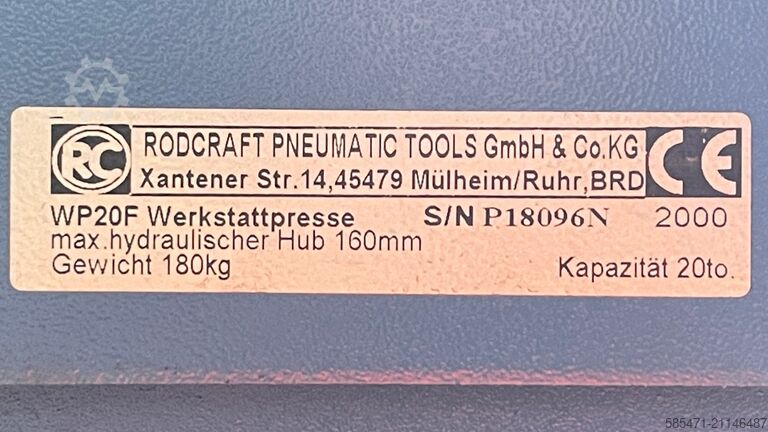 RC RODCRAFT PNEUMATIC TOOLS GmbH & Co.KG CE
Xantener Str.14,45479 Mülheim/Ruhr,BRD
WP20F Werkstattpresse S/N P18096N 2000
max.hydraulischer Hub 160mm
Gewicht 180kg Kapazität 20to.
585471-21146487